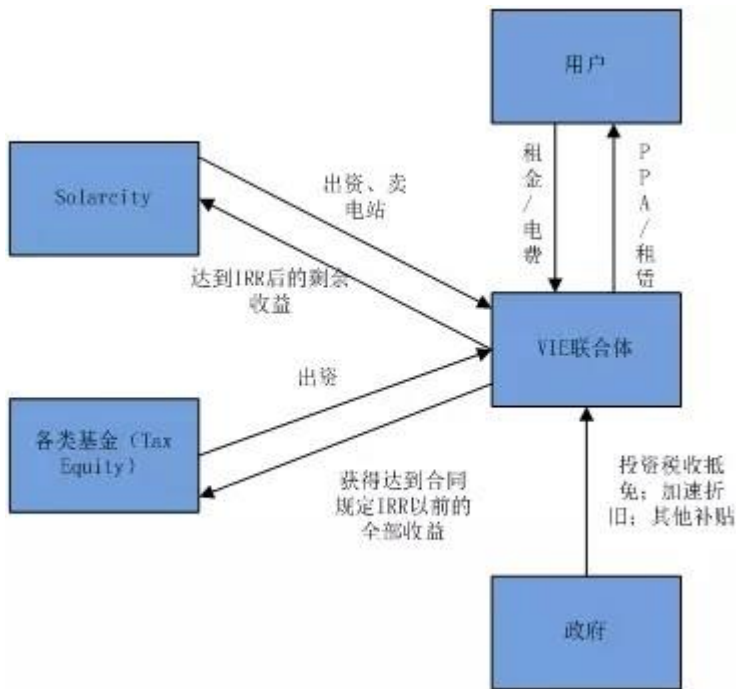 用户
租金/电费
PPA/租赁
Solarcity
出资、卖
电站
达到IRR后的剩余
收益
VIE联合体
出资
各类基金（Tax
Equity）
获得达到合同
规定IRR以前的
全部收益
投资税收抵
免；加速折
旧；其他补贴
政府